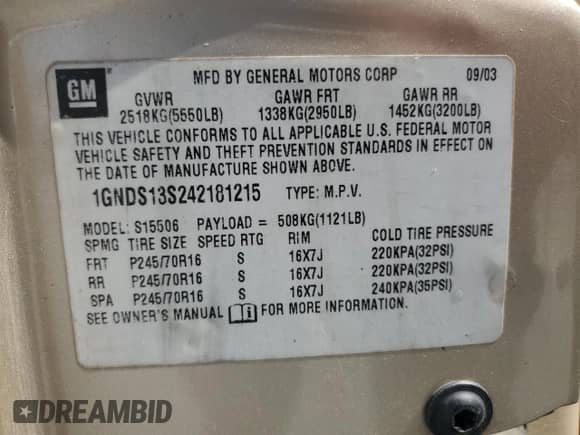 GM
MFD BY GENERAL MOTORS CORP 09/03
GVWR GAWR FRT GAWR RR
2518KG(5550LB) 1338KG(2950LB) 1452KG(3200LB)
THIS VEHICLE CONFORMS TO ALL APPLICABLE U.S. FEDERAL MOTOR
VEHICLE SAFETY AND THEFT PREVENTION STANDARDS IN EFFECT ON
THE DATE OF MANUFACTURE SHOWN ABOVE.
1GNDS13S242181215 TYPE: M.P.V.
MODEL: S15506 PAYLOAD = 508KG(1121LB)
SPMG TIRE SIZE SPEED RTG RIM COLD TIRE PRESSURE
FRT P245/70R16 S 16X7J 220KPA(32PSI)
RR P245/70R16 S 16X7J 220KPA(32PSI)
SPA P245/70R16 S 16X7J 240KPA(35PSI)
SEE OWNER'S MANUAL i FOR MORE INFORMATION.
DREAMBID